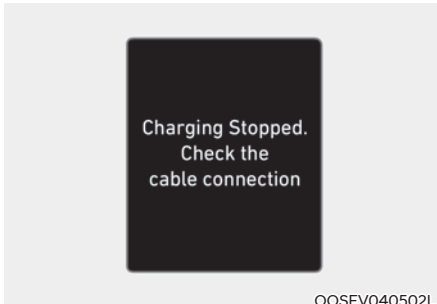 Charging Stopped.
Check the
cable connection
OOSEV040502L